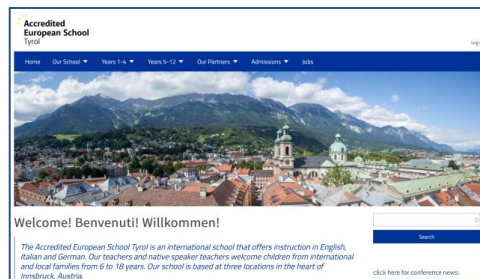 Accredited
European School
Tyrol
Log in
Home Our School Years 1-4 Years 5-12 Our Partners Admissions Jobs
Welcome! Benvenuti! Willkommen!
Search
The Accredited European School Tyrol is an international school that offers instruction in English,
Italian and German. Our teachers and native speaker teachers welcome children from international
and local families from 6 to 18 years. Our school is based at three locations in the heart of
Innsbruck, Austria.
click here for conference news: